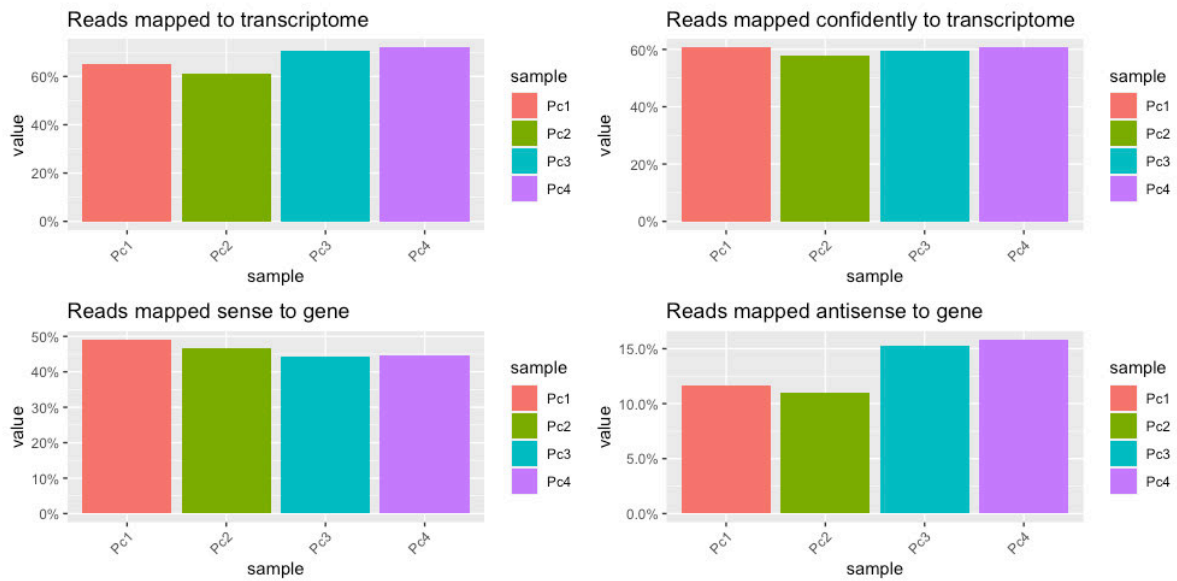 Reads mapped to transcriptome
value
60%
40%
20%
0%
Pc1 Pc2 Pc3 Pc4
sample
sample
Pc1
Pc2
Pc3
Pc4
Reads mapped confidently to transcriptome
value
60%
40%
20%
0%
Pc1 Pc2 Pc3 Pc4
sample
sample
Pc1
Pc2
Pc3
Pc4
Reads mapped sense to gene
value
50%
40%
30%
20%
10%
0%
Pc1 Pc2 Pc3 Pc4
sample
sample
Pc1
Pc2
Pc3
Pc4
Reads mapped antisense to gene
value
15.0%
10.0%
5.0%
0.0%
Pc1 Pc2 Pc3 Pc4
sample
sample
Pc1
Pc2
Pc3
Pc4